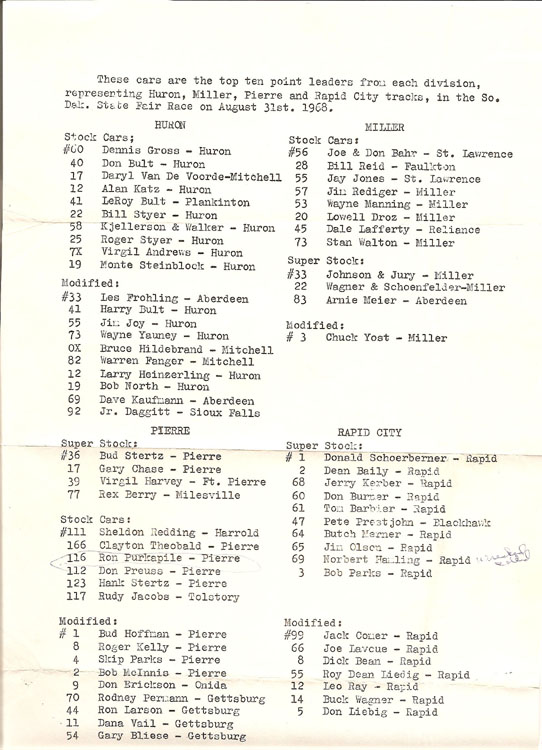 These cars are the top ten point leaders from each division,
representing Huron, Miller, Pierre and Rapid City tracks, in the So.
Dak. State Fair Race on August 31st. 1968.
HURON
Stock Cars;
#60 Dennis Gross - Huron
40 Don Bult - Huron
17 Daryl Van De Voorde-Mitchell
12 Alan Katz - Huron
41 LeRoy Bult - Plankinton
22 Bill Styer - Huron
58 Kjellerson & Walker - Huron
25 Roger Styer - Huron
7X Virgil Andrews - Huron
19 Monte Steinblock - Huron
Modified:
#33 Les Frohling - Aberdeen
41 Harry Bult - Huron
55 Jim Joy - Huron
73 Wayne Yauney - Huron
0X Bruce Hildebrand - Mitchell
82 Warren Fanger - Mitchell
12 Larry Heinzerling - Huron
19 Bob North - Huron
69 Dave Kaufmann - Aberdeen
92 Jr. Daggitt - Sioux Falls
MILLER
Stock Cars:
#56 Joe & Don Bahr - St. Lawrence
28 Bill Reid - Faulkton
55 Jay Jones - St. Lawrence
57 Jim Rediger - Miller
53 Wayne Manning - Miller
20 Lowell Droz - Miller
45 Dale Lafferty - Reliance
73 Stan Walton - Miller
Super Stock:
#33 Johnson & Jury - Miller
22 Wagner & Schoenfelder-Miller
83 Arnie Meier - Aberdeen
Modified:
# 3 Chuck Yost - Miller
PIERRE
Super Stock:
#36 Bud Stertz - Pierre
17 Gary Chase - Pierre
39 Virgil Harvey - Ft. Pierre
77 Rex Berry - Milesville
Stock Cars:
#111 Sheldon Redding - Harrold
166 Clayton Theobald - Pierre
116 Ron Purkapile - Pierre
112 Don Preuss - Pierre
123 Hank Stertz - Pierre
117 Rudy Jacobs - Tolstory
Modified:
# 1 Bud Hoffman - Pierre
8 Roger Kelly - Pierre
4 Skip Parks - Pierre
2 Bob McInnis - Pierre
9 Don Erickson - Onida
70 Rodney Permann - Gettsburg
44 Ron Larson - Gettsburg
11 Dana Vail - Gettsburg
54 Gary Bliese - Gettsburg
RAPID CITY
Super Stock:
# 1 Donald Schoerberner - Rapid
2 Dean Baily - Rapid
68 Jerry Kerber - Rapid
60 Don Burner - Rapid
61 Tom Barbier - Rapid
47 Pete Prestjohn - Blackhawk
64 Butch Merner - Rapid
65 Jim Olsen - Rapid
69 Norbert Hamling - Rapid
3 Bob Parks - Rapid
Modified:
#99 Jack Comer - Rapid
66 Joe Lavcue - Rapid
8 Dick Bean - Rapid
55 Roy Dean Liedig - Rapid
12 Leo Ray - Rapid
14 Buck Wagner - Rapid
5 Don Liebig - Rapid